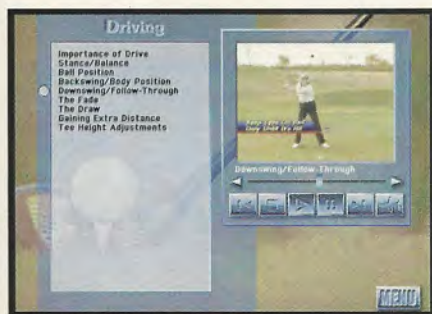 Driving
Importance of Drive
Stance/Balance
Ball Position
Backswing/Body Position
Downswing/Follow-Through
The Fade
The Draw
Gaining Extra Distance
Tee Height Adjustments
Downswing/Follow-Through
MENU